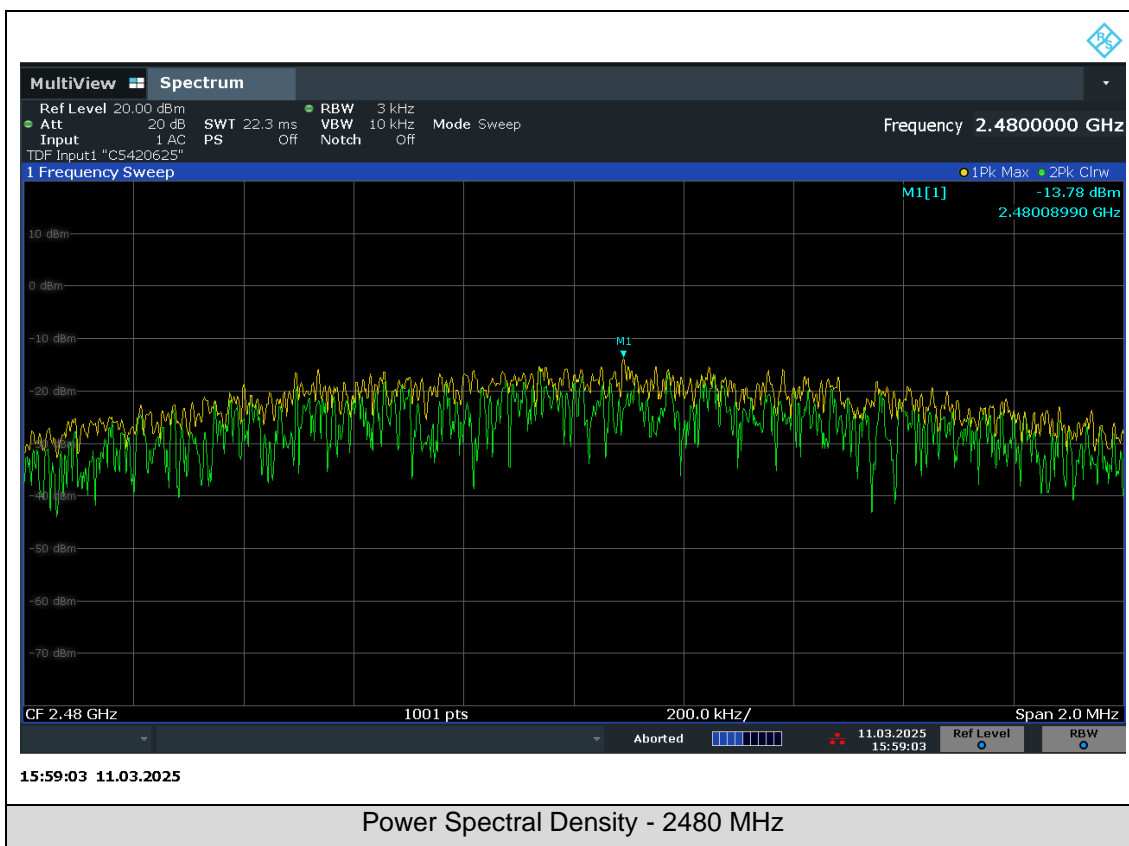 R&S
MultiView Spectrum
Ref Level 20.00 dBm RBW 3 kHz
Att 20 dB SWT 22.3 ms VBW 10 kHz Mode Sweep Frequency 2.4800000 GHz
Input 1 AC PS Off Notch Off
TDF Input1 "C5420625"
1 Frequency Sweep 1Pk Max 2Pk Clrw
M1[1] -13.78 dBm
2.48008990 GHz
10 dBm
0 dBm
-10 dBm
M1
-20 dBm
-30 dBm
-40 dBm
-50 dBm
-60 dBm
-70 dBm
CF 2.48 GHz 1001 pts 200.0 kHz/ Span 2.0 MHz
Aborted 11.03.2025 Ref Level RBW
15:59:03
15:59:03 11.03.2025
Power Spectral Density - 2480 MHz